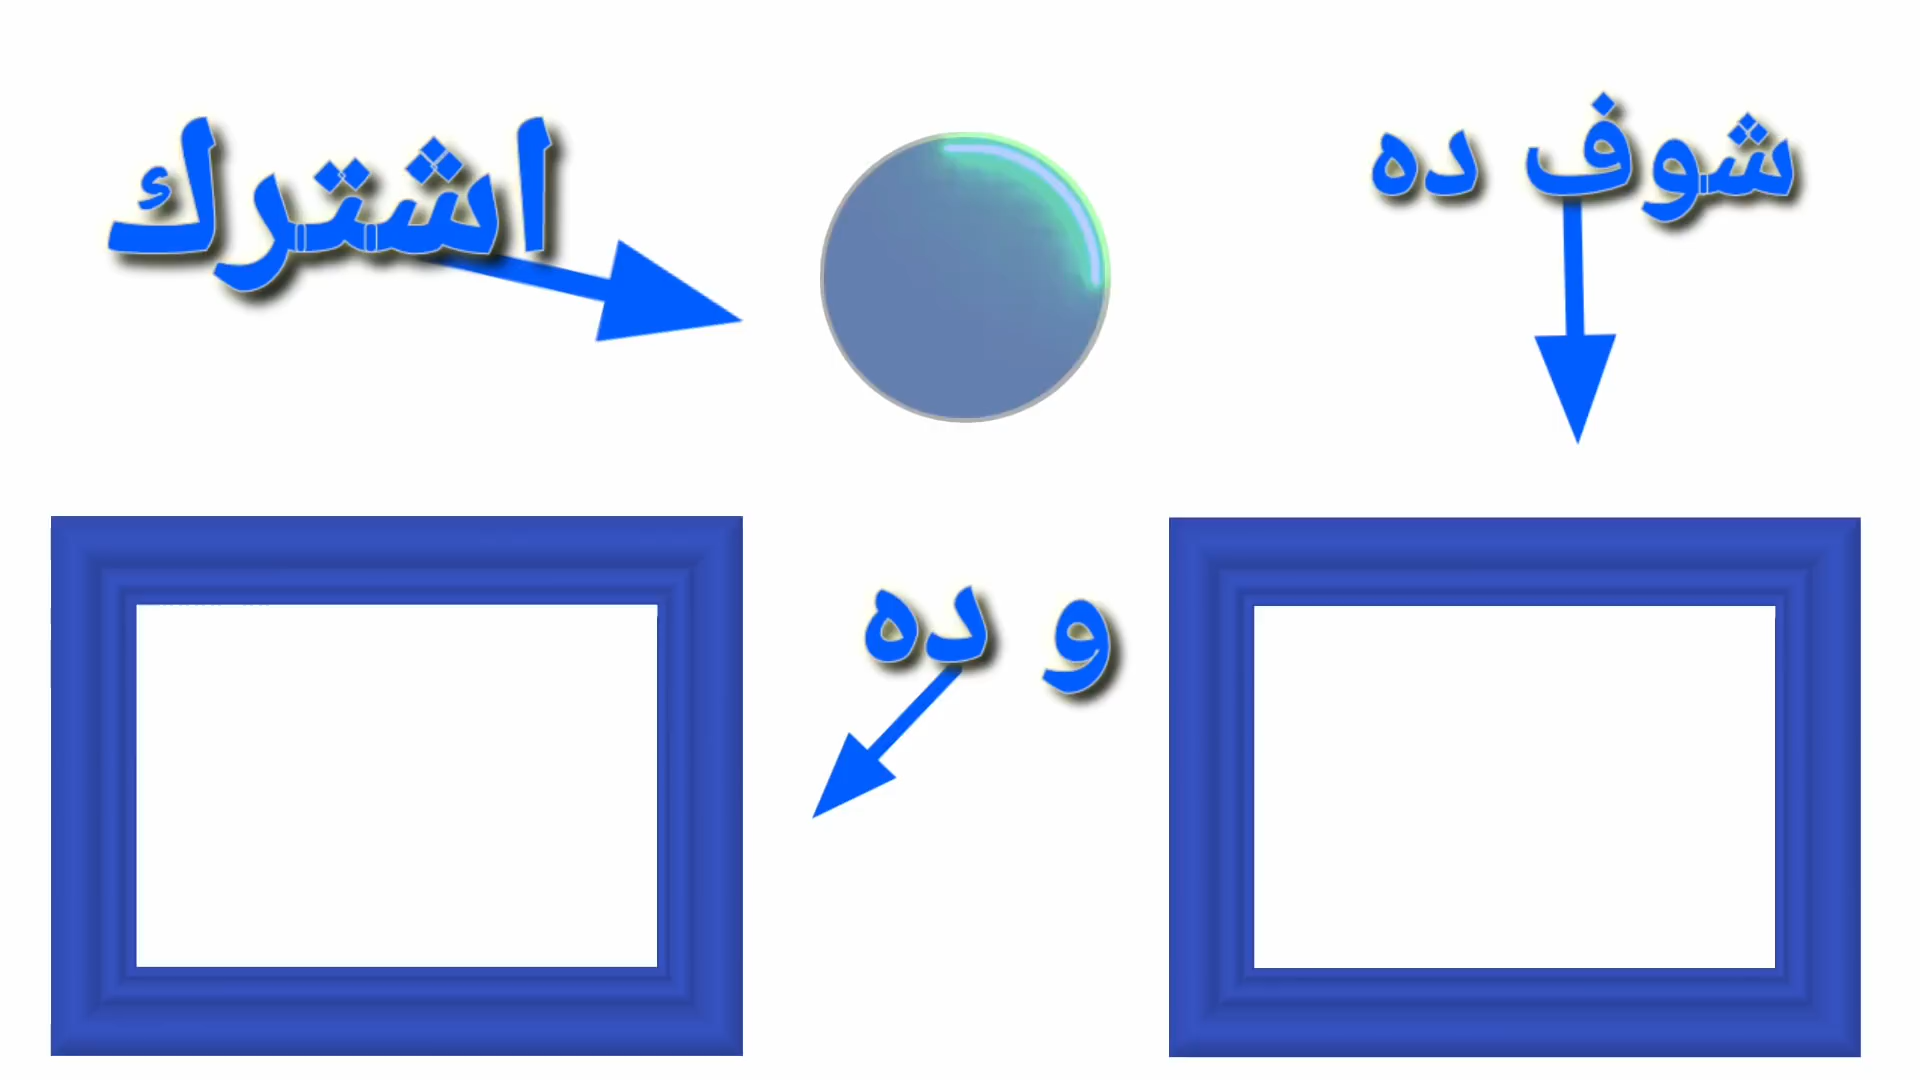 اشترك
شوف ده
و ده